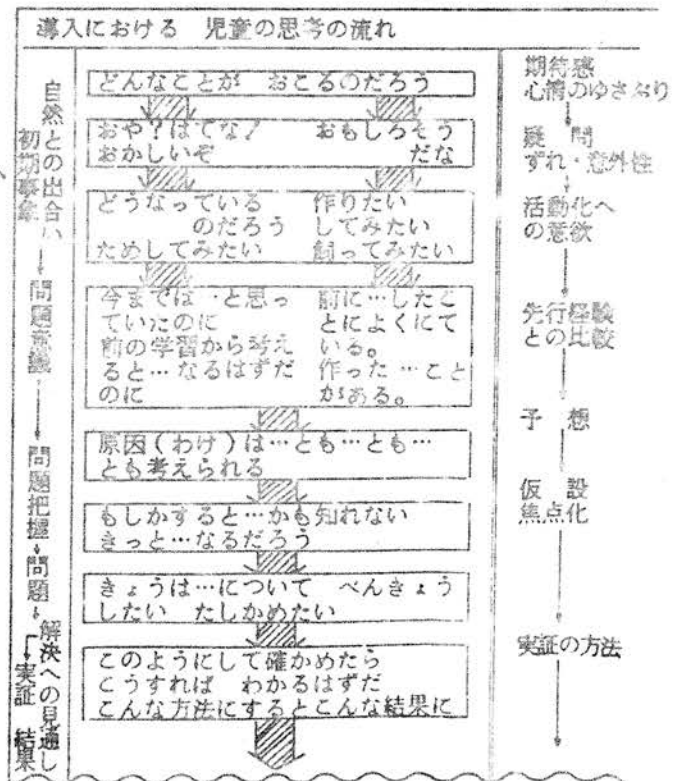 導入における 児童の思考の流れ
自然との出合い
初期事象
問題意識
問題把握
問題
解決への見通し
実証 結果
どんなことが おこるのだろう
おや?はてな! おもしろそう
おかしいぞ だな
どうなっている 作りたい
のだろう してみたい
ためしてみたい 飼ってみたい
今までは…と思っ 前に…したこ
ていたのに とによくにて
前の学習から考え いる。
ると…なるはずだ 作った…こと
のに がある。
原因(わけ)は…とも…とも…
とも考えられる
もしかすると…かも知れない
きっと…なるだろう
きょうは…について べんきょう
したい たしかめたい
このようにして確かめたら
こうすれば わかるはずだ
こんな方法にするとこんな結果に
期待感
心情のゆさぶり
疑問
ずれ・意外性
活動化へ
の意欲
先行経験
との比較
予想
仮設
焦点化
実証の方法